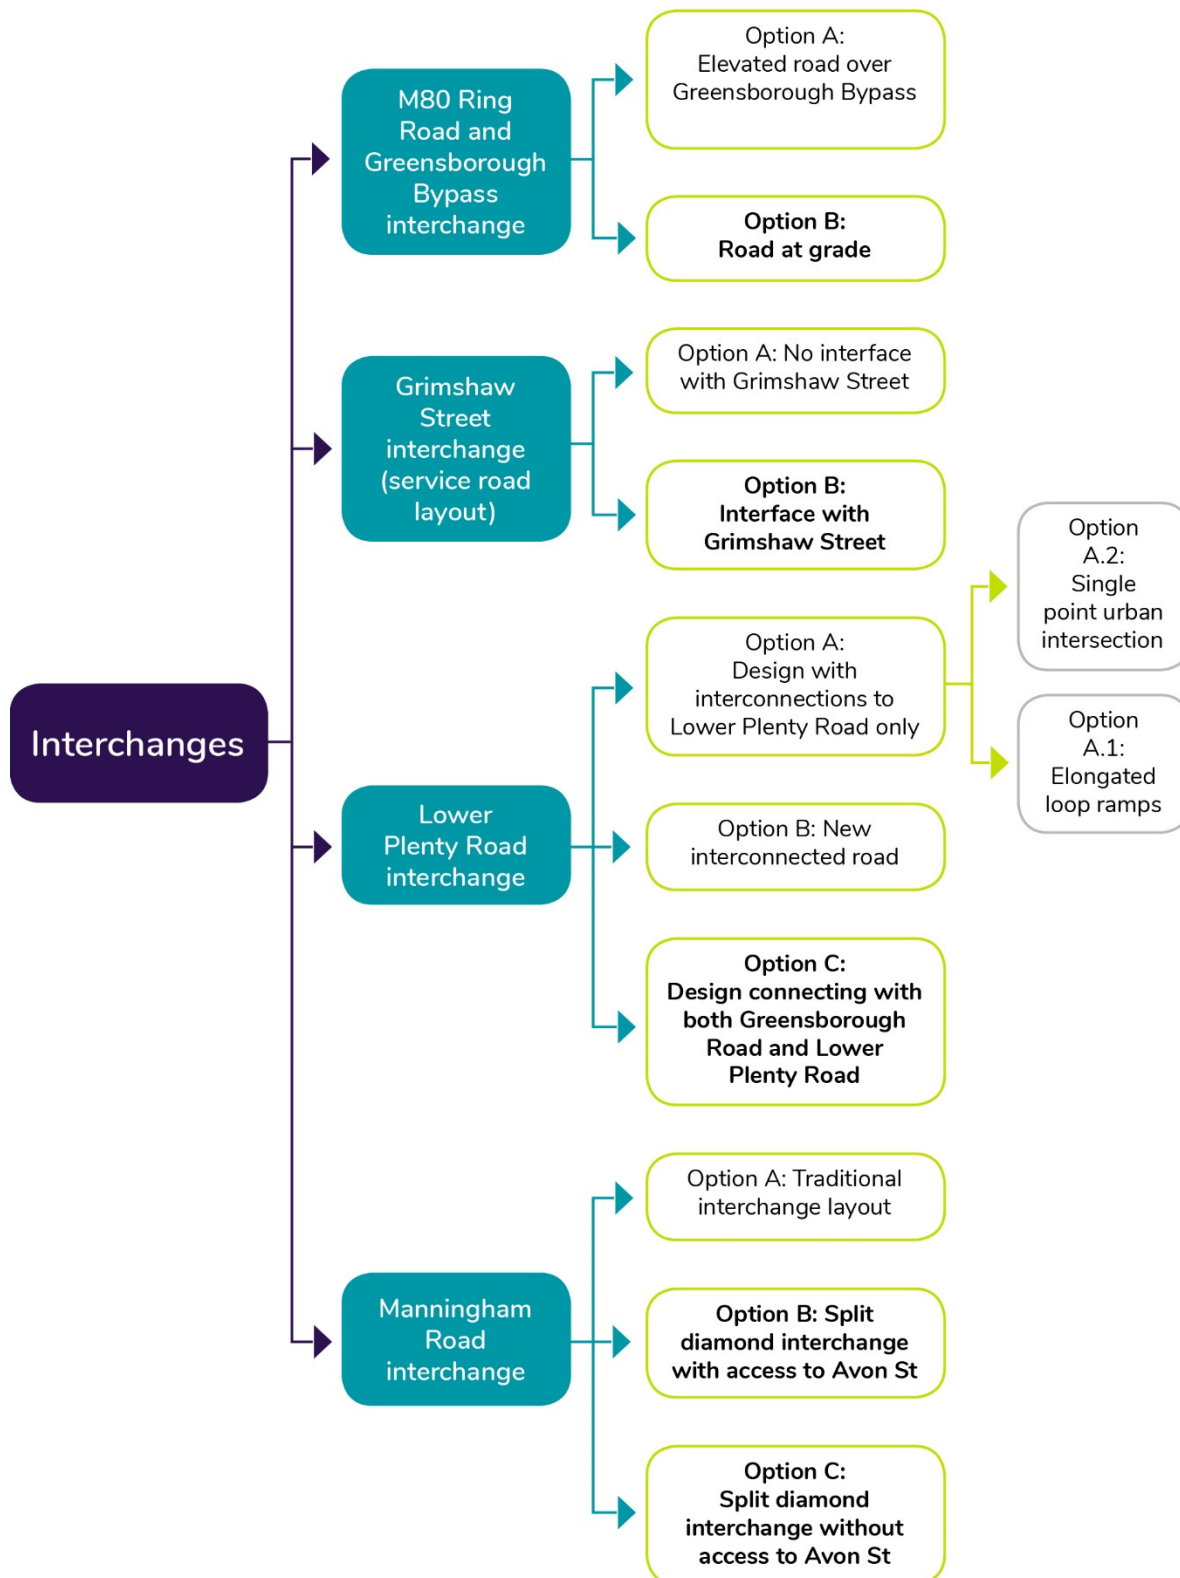 Interchanges
M80 Ring
Road and
Greensborough
Bypass
interchange
Option A:
Elevated road over
Greensborough Bypass
Option B:
Road at grade
Grimshaw
Street
interchange
(service road
layout)
Option A: No interface
with Grimshaw Street
Option B:
Interface with
Grimshaw Street
Lower
Plenty Road
interchange
Option A:
Design with
interconnections to
Lower Plenty Road only
Option
A.2:
Single
point urban
intersection
Option
A.1:
Elongated
loop ramps
Option B: New
interconnected road
Option C:
Design connecting with
both Greensborough
Road and Lower
Plenty Road
Manningham
Road
interchange
Option A: Traditional
interchange layout
Option B: Split
diamond interchange
with access to Avon St
Option C:
Split diamond
interchange without
access to Avon St